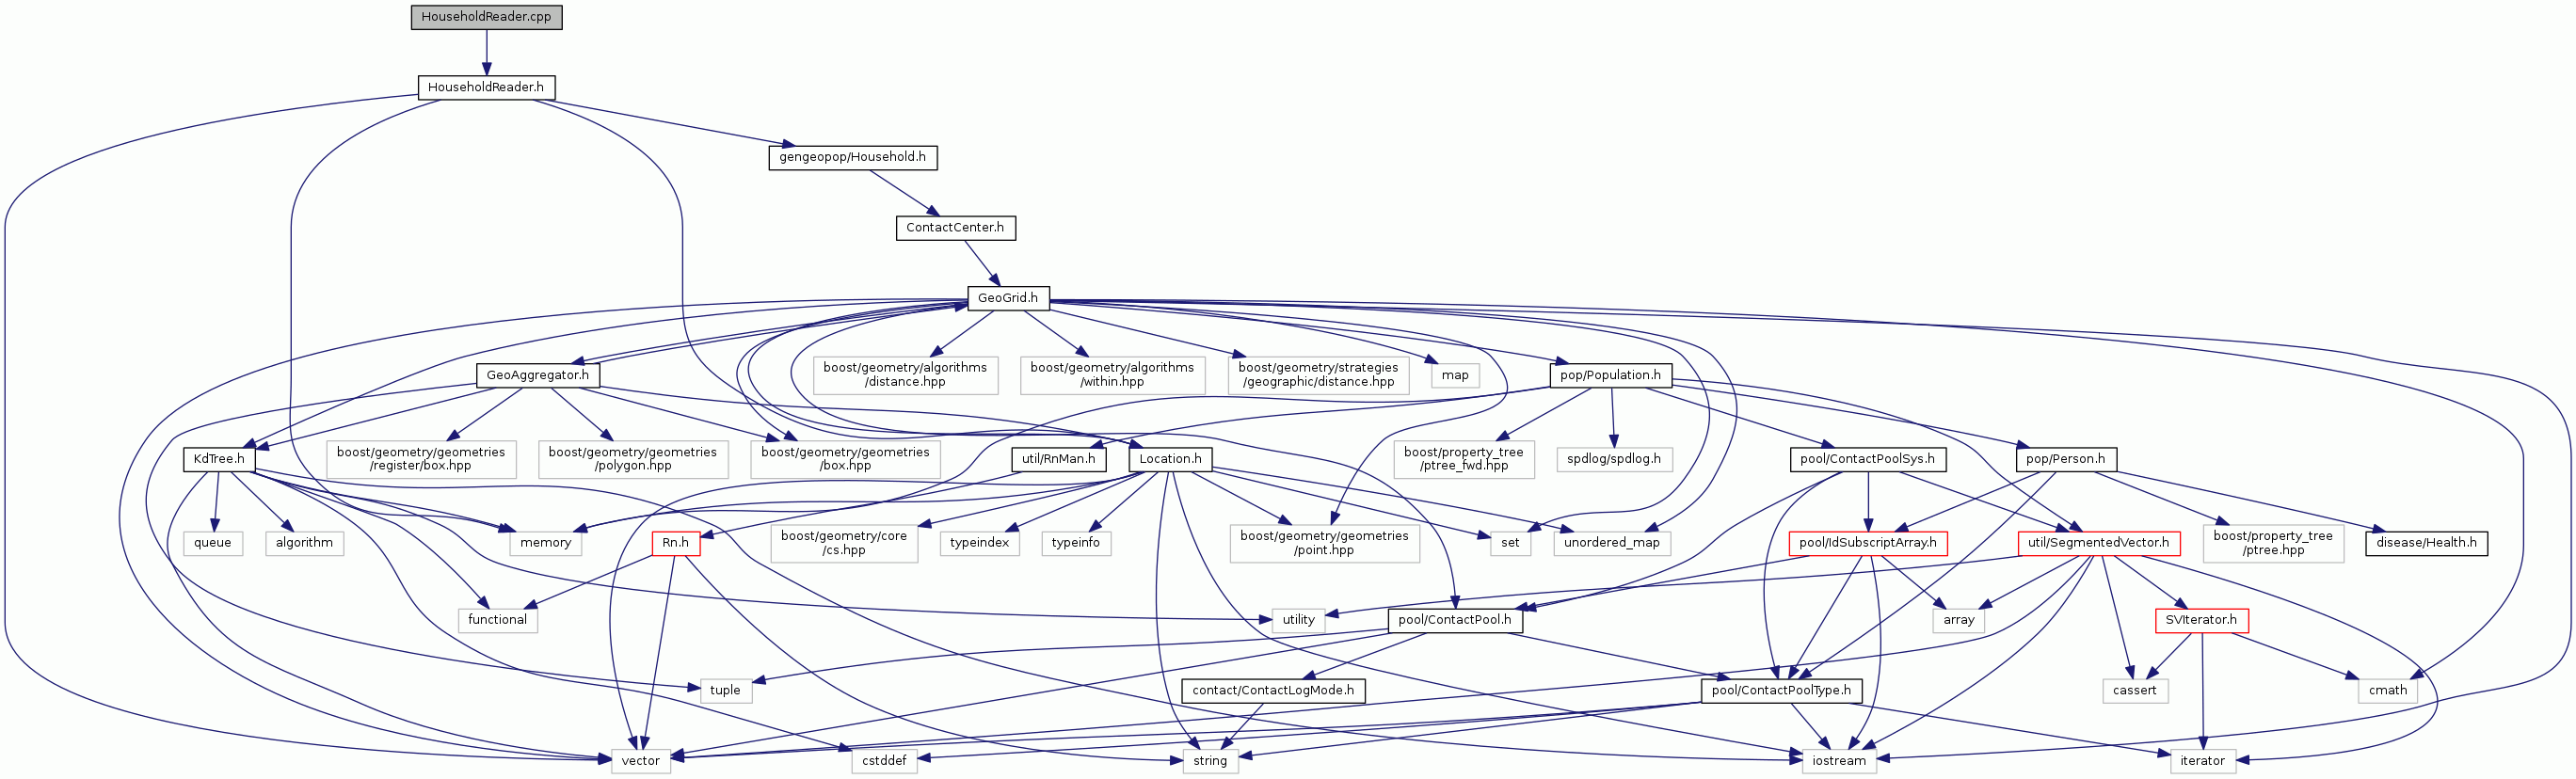 HouseholdReader.cpp
HouseholdReader.h
gengeopop/Household.h
ContactCenter.h
GeoGrid.h
GeoAggregator.h
boost/geometry/algorithms
/distance.hpp
boost/geometry/algorithms
/within.hpp
boost/geometry/strategies
/geographic/distance.hpp
map
pop/Population.h
KdTree.h
boost/geometry/geometries
/register/box.hpp
boost/geometry/geometries
/polygon.hpp
boost/geometry/geometries
/box.hpp
util/RnMan.h
Location.h
boost/property_tree
/ptree_fwd.hpp
spdlog/spdlog.h
pool/ContactPoolSys.h
pop/Person.h
queue
algorithm
memory
Rn.h
boost/geometry/core
/cs.hpp
typeindex
typeinfo
boost/geometry/geometries
/point.hpp
set
unordered_map
pool/IdSubscriptArray.h
util/SegmentedVector.h
boost/property_tree
/ptree.hpp
disease/Health.h
functional
utility
pool/ContactPool.h
array
SVIterator.h
tuple
contact/ContactLogMode.h
pool/ContactPoolType.h
cassert
cmath
vector
cstddef
string
iostream
iterator